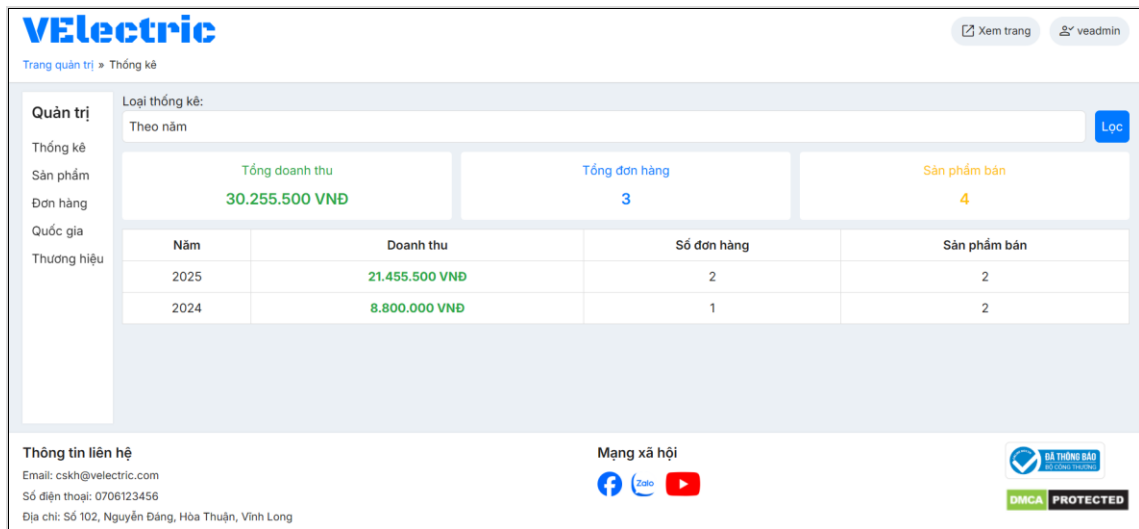 VElectric
Xem trang
veadmin
Trang quản trị » Thống kê
Quản trị
Thống kê
Sản phẩm
Đơn hàng
Quốc gia
Thương hiệu
Loại thống kê:
Theo năm
Lọc
Tổng doanh thu
30.255.500 VNĐ
Tổng đơn hàng
3
Sản phẩm bán
4
Năm Doanh thu Số đơn hàng Sản phẩm bán
2025 21.455.500 VNĐ 2 2
2024 8.800.000 VNĐ 1 2
Thông tin liên hệ
Email: cskh@velectric.com
Số điện thoại: 0706123456
Địa chỉ: Số 102, Nguyễn Đáng, Hòa Thuận, Vĩnh Long
Mạng xã hội
Zalo
ĐÃ THÔNG BÁO
BỘ CÔNG THƯƠNG
DMCA PROTECTED